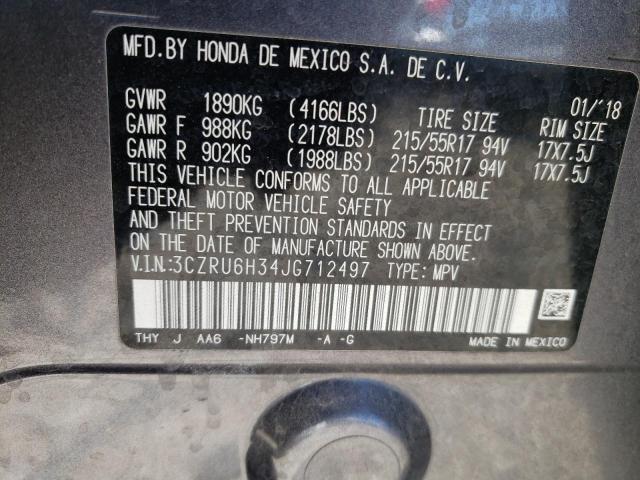 MFD. BY HONDA DE MEXICO S.A. DE C.V.
01/'18
GVWR 1890KG (4166LBS) TIRE SIZE RIM SIZE
GAWR F 988KG (2178LBS) 215/55R17 94V 17X7.5J
GAWR R 902KG (1988LBS) 215/55R17 94V 17X7.5J
THIS VEHICLE CONFORMS TO ALL APPLICABLE
FEDERAL MOTOR VEHICLE SAFETY
AND THEFT PREVENTION STANDARDS IN EFFECT
ON THE DATE OF MANUFACTURE SHOWN ABOVE.
V.I.N.:3CZRU6H34JG712497 TYPE: MPV
THY J AA6 -NH797M -A -G
MADE IN MEXICO